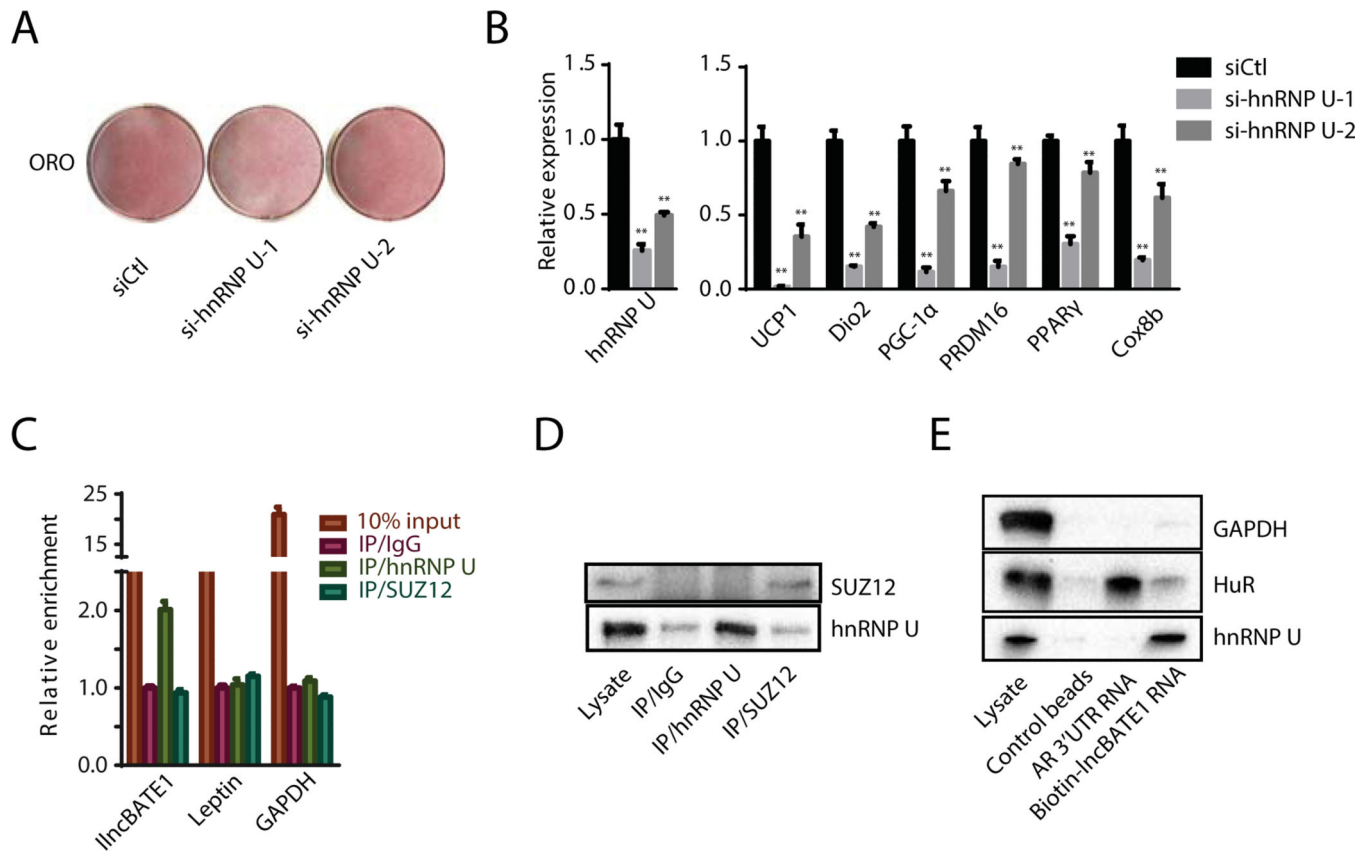 A
ORO
siCtl
si-hnRNP U-1
si-hnRNP U-2
B
Relative expression
1.5
1.0
0.5
0.0
**
**
hnRNP U
1.5
1.0
0.5
0.0
**
**
**
**
**
**
**
**
**
**
**
**
UCP1
Dio2
PGC-1α
PRDM16
PPARγ
Cox8b
siCtl
si-hnRNP U-1
si-hnRNP U-2
C
Relative enrichment
25
15
2.0
1.0
0.0
10% input
IP/IgG
IP/hnRNP U
IP/SUZ12
llncBATE1
Leptin
GAPDH
D
SUZ12
hnRNP U
Lysate
IP/IgG
IP/hnRNP U
IP/SUZ12
E
GAPDH
HuR
hnRNP U
Lysate
Control beads
AR 3'UTR RNA
Biotin-lncBATE1 RNA